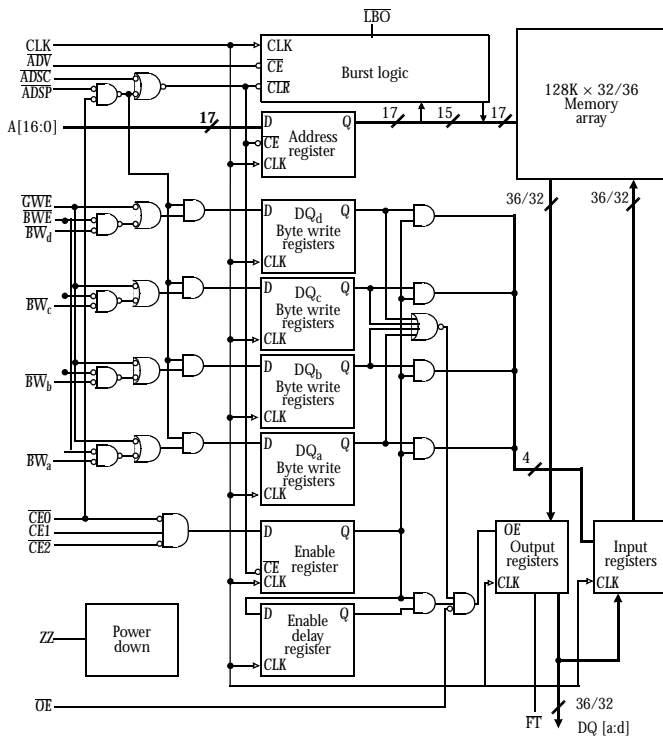 LBO
CLK
CLK
ADV
CE
Burst logic
ADSC
CLR
ADSP
128K × 32/36
Memory
array
17
17
15
17
A[16:0]
D
Q
Address
register
CE
CLK
36/32
36/32
GWE
BWE
BWd
D
DQd
Q
Byte write
registers
CLK
BWc
D
DQc
Q
Byte write
registers
CLK
BWb
D
DQb
Q
Byte write
registers
CLK
BWa
D
DQa
Q
Byte write
registers
CLK
4
CE0
CE1
CE2
D
Q
Enable
register
CE
CLK
OE
Output
registers
CLK
Input
registers
CLK
D
Q
Enable
delay
register
CLK
ZZ
Power
down
OE
FT
36/32
DQ [a:d]